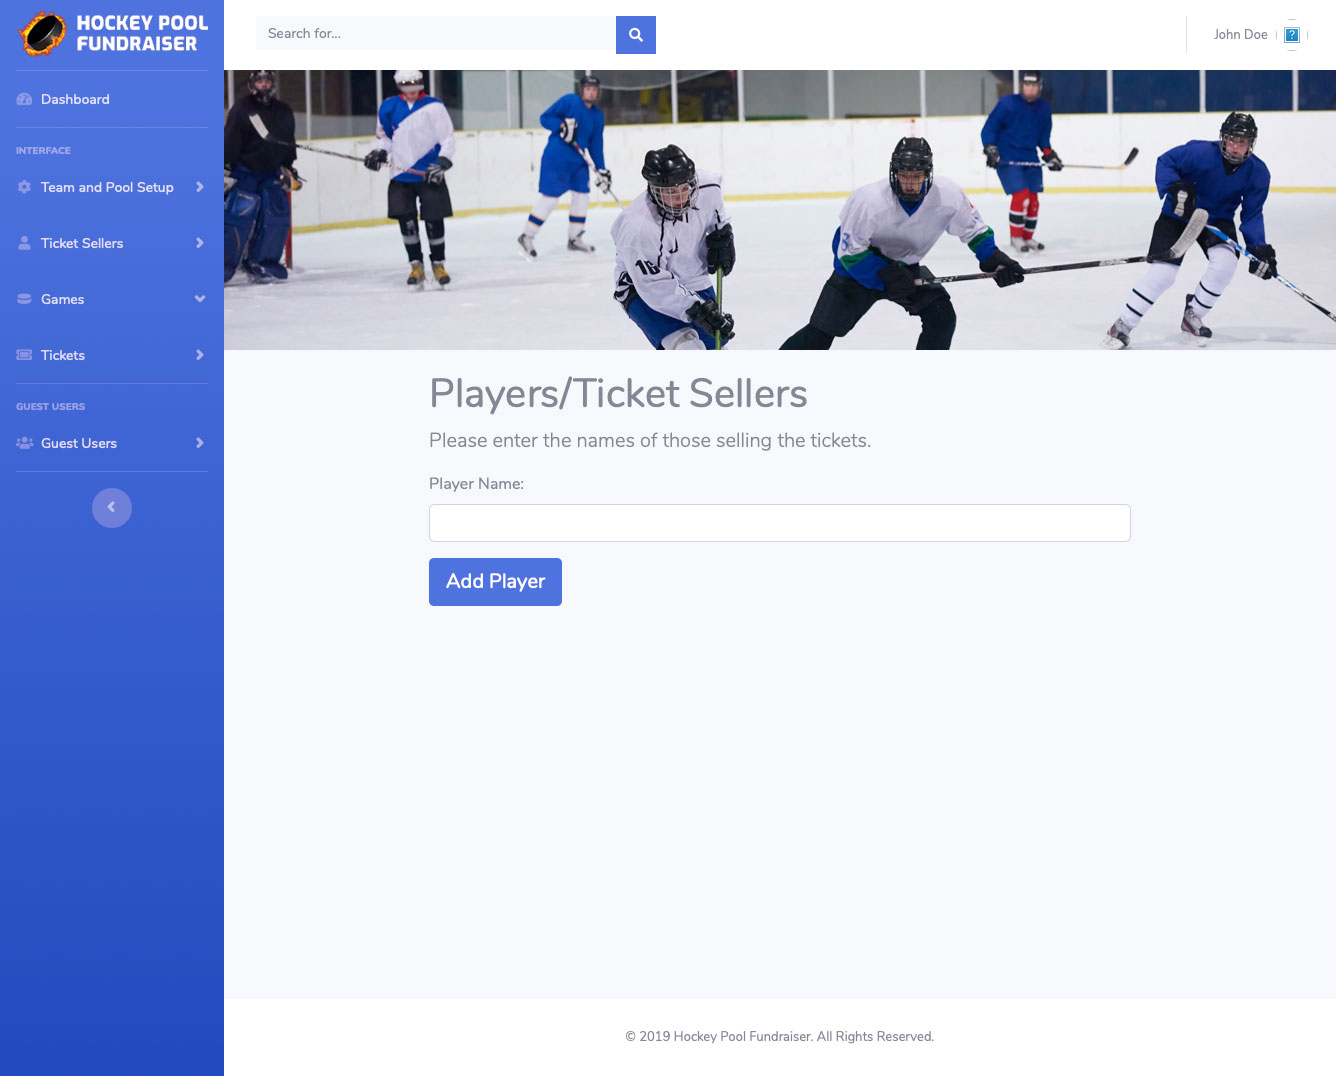 HOCKEY POOL
FUNDRAISER
Search for...
John Doe
?
Dashboard
INTERFACE
Team and Pool Setup
Ticket Sellers
Games
Tickets
GUEST USERS
Guest Users
16
3
Players/Ticket Sellers
Please enter the names of those selling the tickets.
Player Name:
Add Player
© 2019 Hockey Pool Fundraiser. All Rights Reserved.